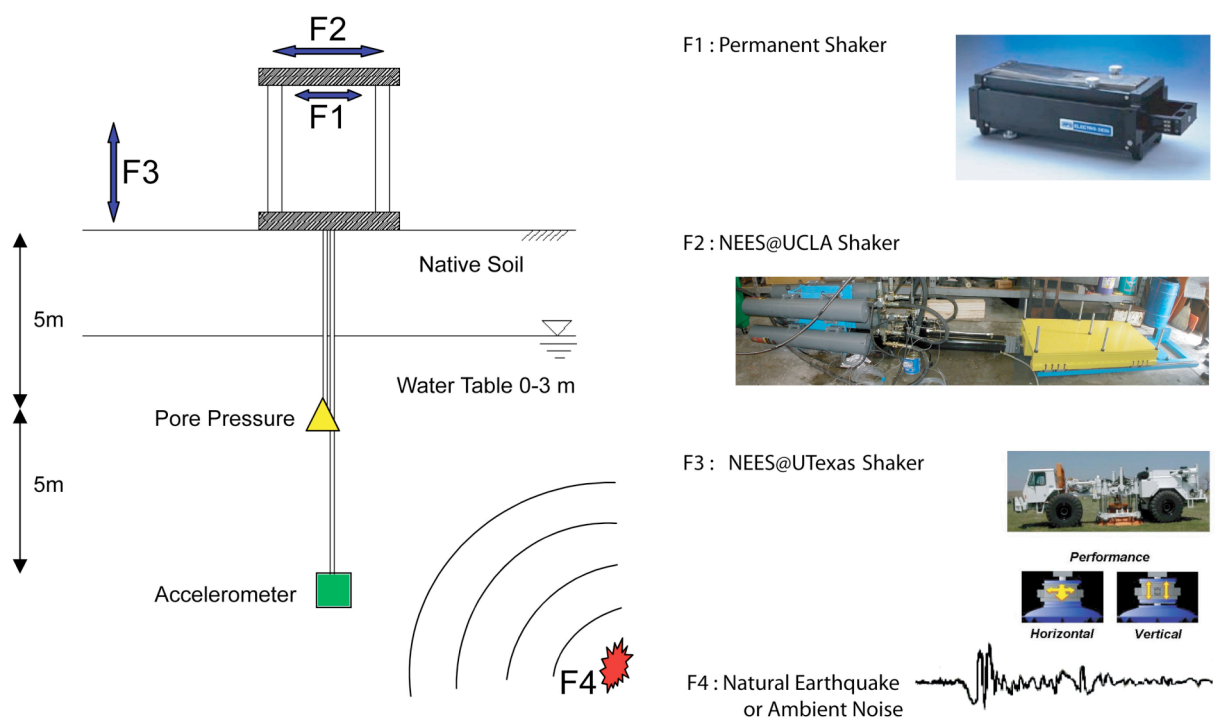 F2
F1
F3
Native Soil
5m
Water Table 0-3 m
Pore Pressure
5m
Accelerometer
F4
F1 : Permanent Shaker
F2 : NEES@UCLA Shaker
F3 : NEES@UTexas Shaker
Performance
Horizontal
Vertical
F4 : Natural Earthquake
or Ambient Noise